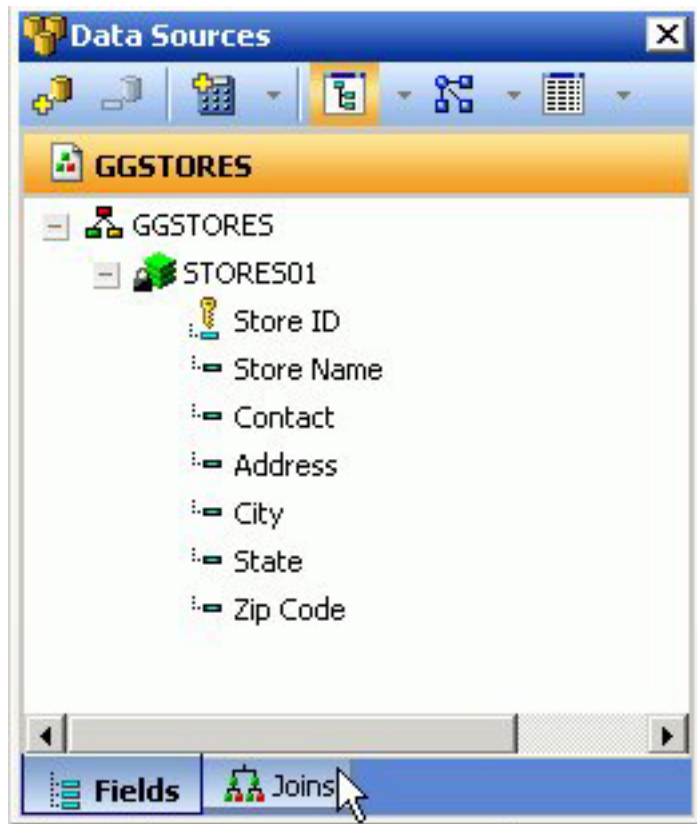 Data Sources
GGSTORES
GGSTORES
STORES01
Store ID
Store Name
Contact
Address
City
State
Zip Code
Fields Joins